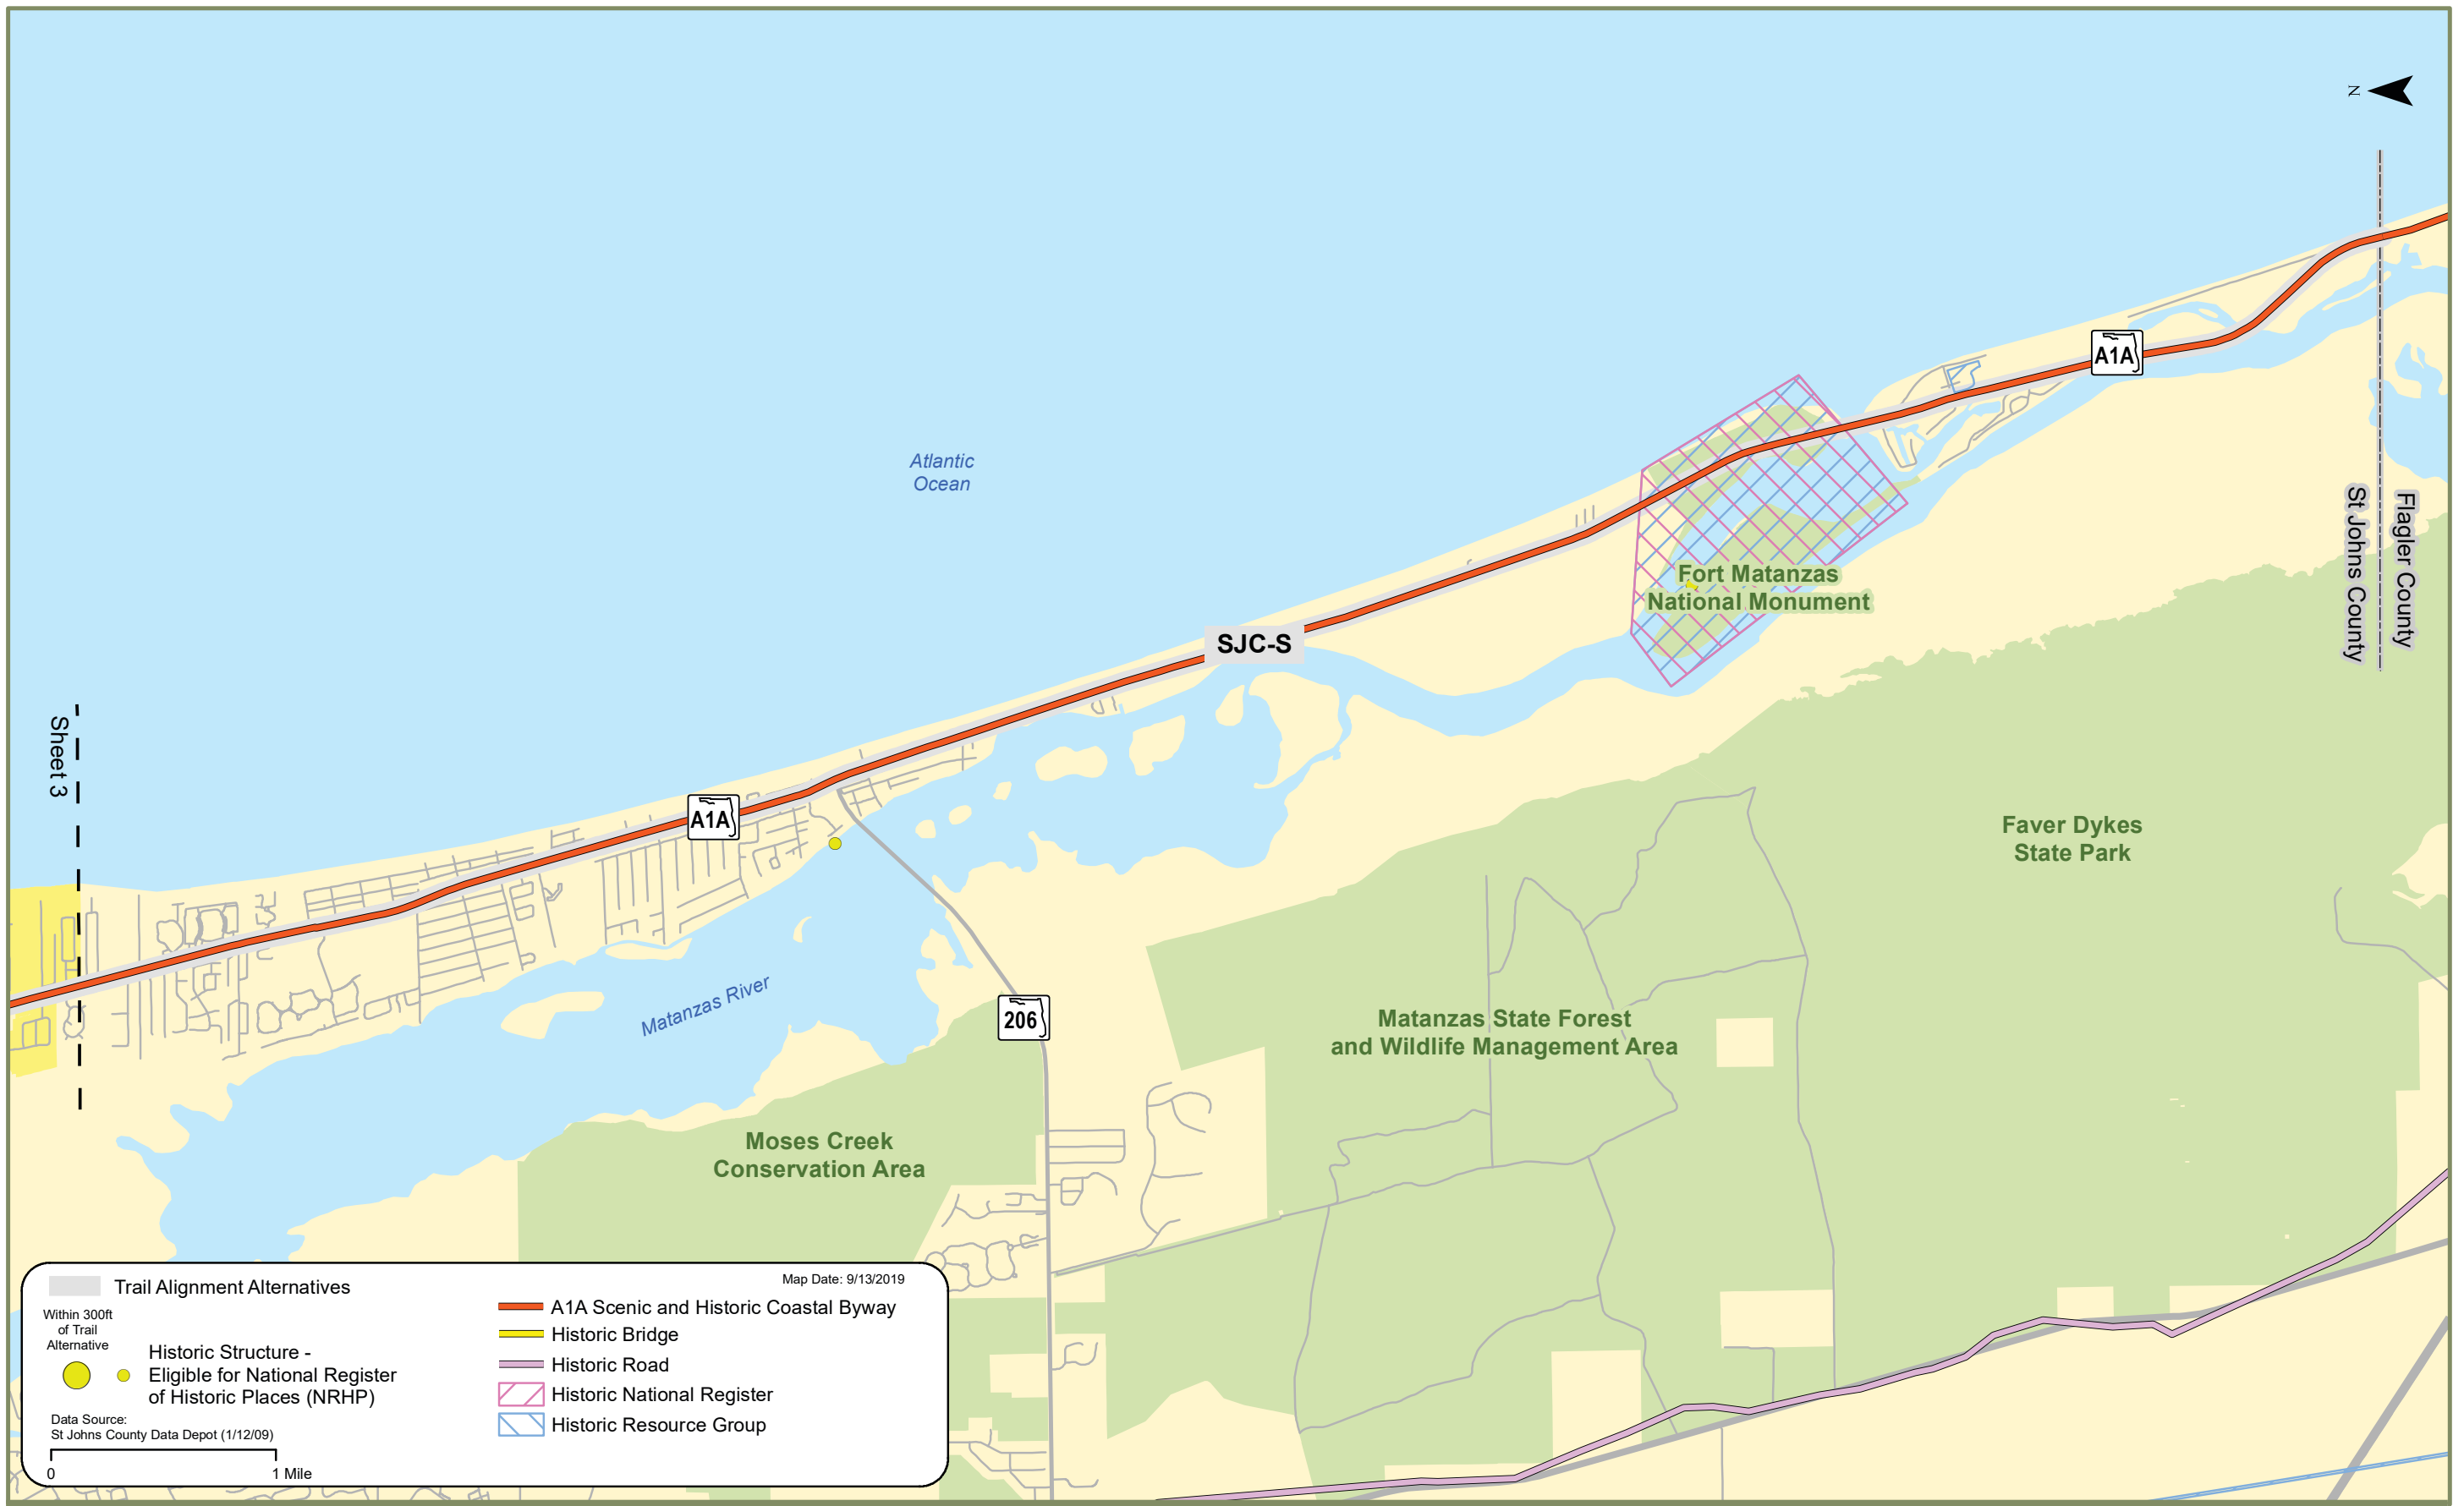 N
A1A
Atlantic
Ocean
St Johns County
Flagler County
Fort Matanzas
National Monument
SJC-S
Sheet 3
A1A
Faver Dykes
State Park
Matanzas River
206
Matanzas State Forest
and Wildlife Management Area
Moses Creek
Conservation Area
Trail Alignment Alternatives
Map Date: 9/13/2019
Within 300ft
of Trail
Alternative
Historic Structure -
Eligible for National Register
of Historic Places (NRHP)
A1A Scenic and Historic Coastal Byway
Historic Bridge
Historic Road
Historic National Register
Historic Resource Group
Data Source:
St Johns County Data Depot (1/12/09)
0 1 Mile